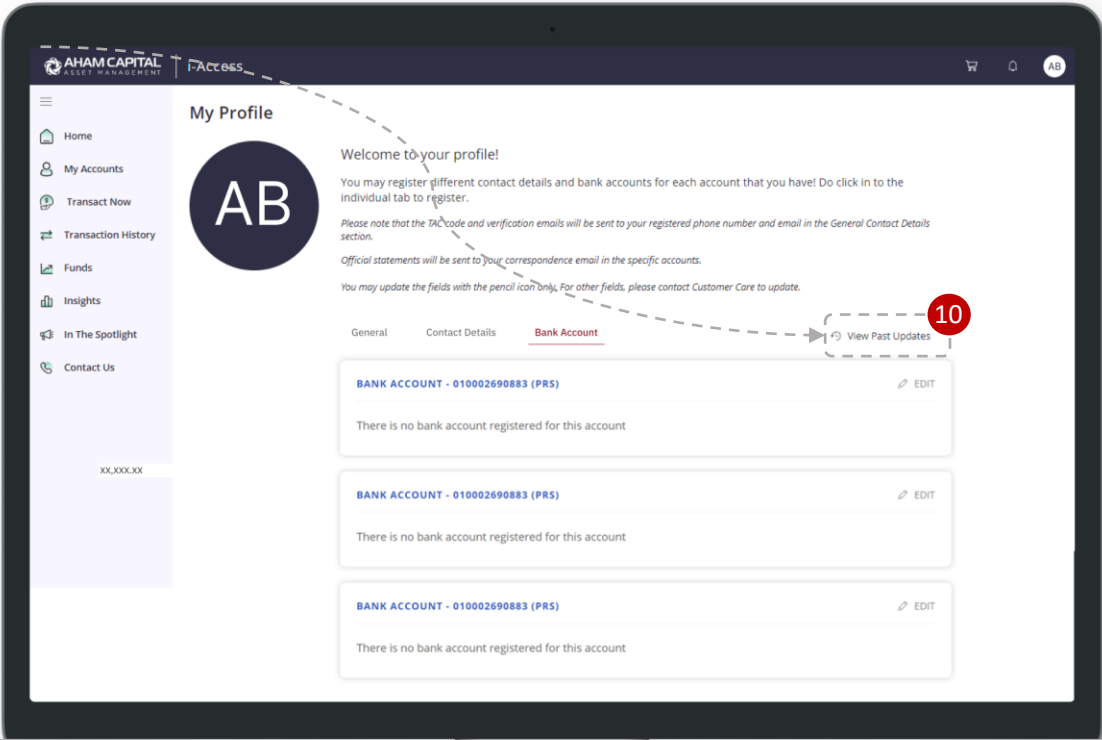 AHAM CAPITAL
ASSET MANAGEMENT
i-Access
AB
Home
My Accounts
Transact Now
Transaction History
Funds
Insights
In The Spotlight
Contact Us
XX,XXX.XX
My Profile
AB
Welcome to your profile!
You may register different contact details and bank accounts for each account that you have! Do click in to the
individual tab to register.
Please note that the TAC code and verification emails will be sent to your registered phone number and email in the General Contact Details
section.
Official statements will be sent to your correspondence email in the specific accounts.
You may update the fields with the pencil icon only. For other fields, please contact Customer Care to update.
10
General Contact Details Bank Account View Past Updates
BANK ACCOUNT - 010002690883 (PRS) EDIT
There is no bank account registered for this account
BANK ACCOUNT - 010002690883 (PRS) EDIT
There is no bank account registered for this account
BANK ACCOUNT - 010002690883 (PRS) EDIT
There is no bank account registered for this account